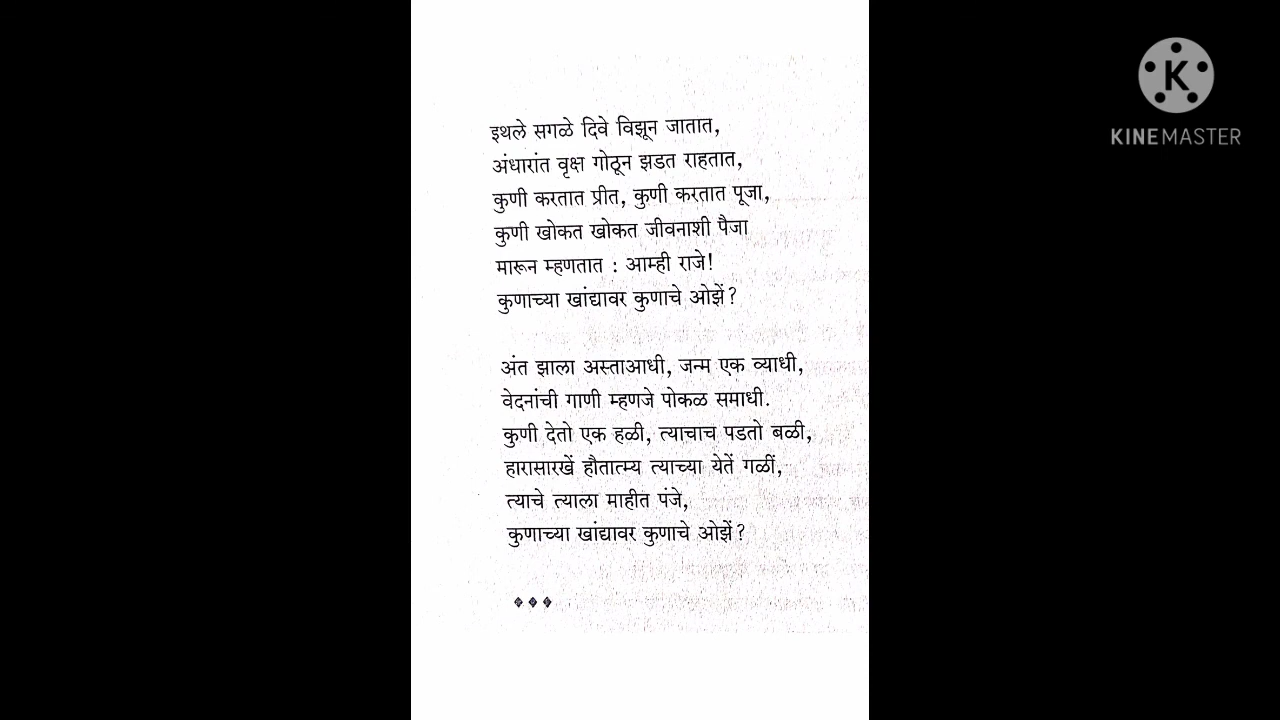 इथले सगळे दिवे विझून जातात,
अंधारांत वृक्ष गोठून झडत राहतात,
कुणी करतात प्रीत, कुणी करतात पूजा,
कुणी खोकत खोकत जीवनाशी पैजा
मारून म्हणतात : आम्ही राजे!
कुणाच्या खांद्यावर कुणाचे ओझें?
अंत झाला अस्ताआधी, जन्म एक व्याधी,
वेदनांची गाणी म्हणजे पोकळ समाधी.
कुणी देतो एक हळी, त्याचाच पडतो बळी,
हारासारखें हौतात्म्य त्याच्या येतें गळीं,
त्याचे त्याला माहीत पंजे,
कुणाच्या खांद्यावर कुणाचे ओझें?
K
KINEMASTER